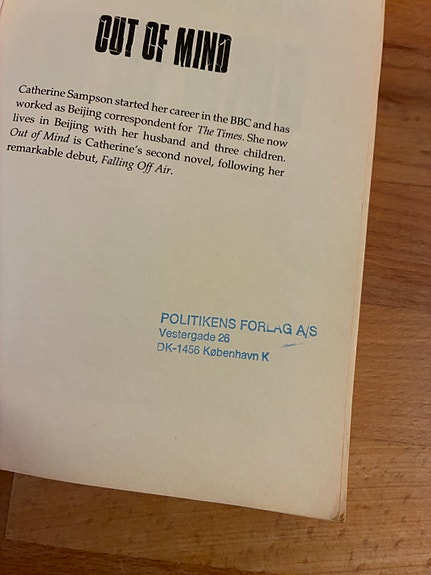 OUT OF MIND
Catherine Sampson started her career in the BBC and has
worked as Beijing correspondent for The Times. She now
lives in Beijing with her husband and three children.
Out of Mind is Catherine's second novel, following her
remarkable debut, Falling Off Air.
POLITIKENS FORLAG A/S
Vestergade 26
DK-1456 København K